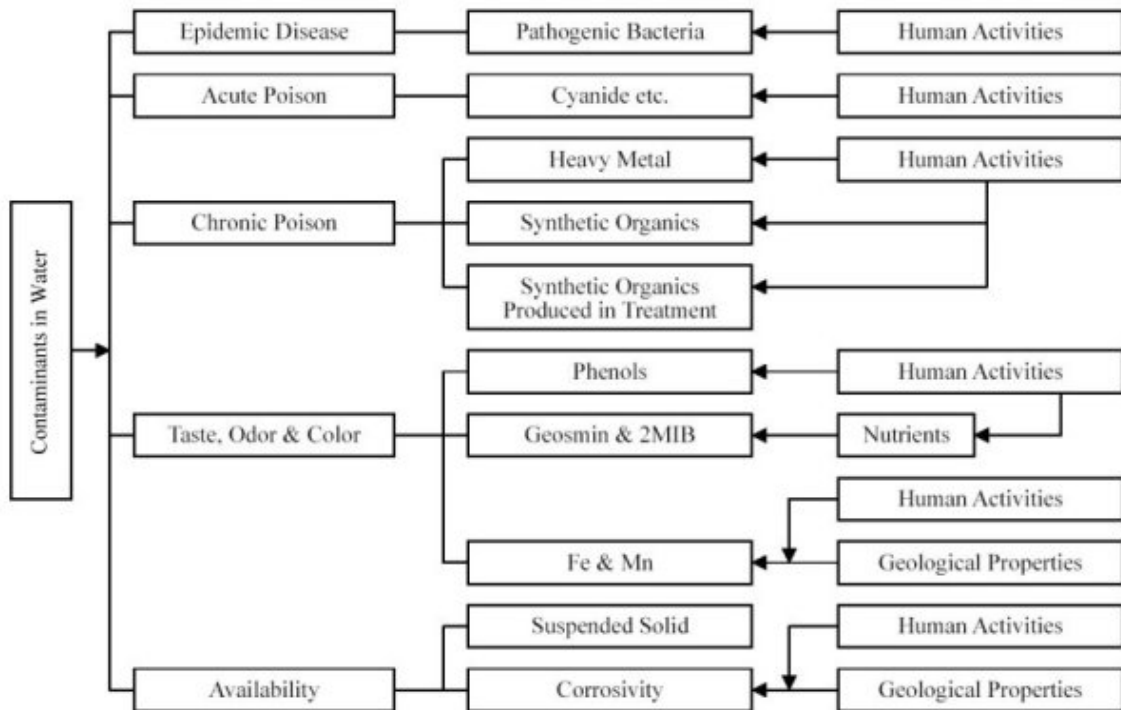 Contaminants in Water
Epidemic Disease
Pathogenic Bacteria
Human Activities
Acute Poison
Cyanide etc.
Human Activities
Chronic Poison
Heavy Metal
Human Activities
Synthetic Organics
Synthetic Organics
Produced in Treatment
Taste, Odor & Color
Phenols
Human Activities
Geosmin & 2MIB
Nutrients
Human Activities
Fe & Mn
Geological Properties
Availability
Suspended Solid
Human Activities
Corrosivity
Geological Properties